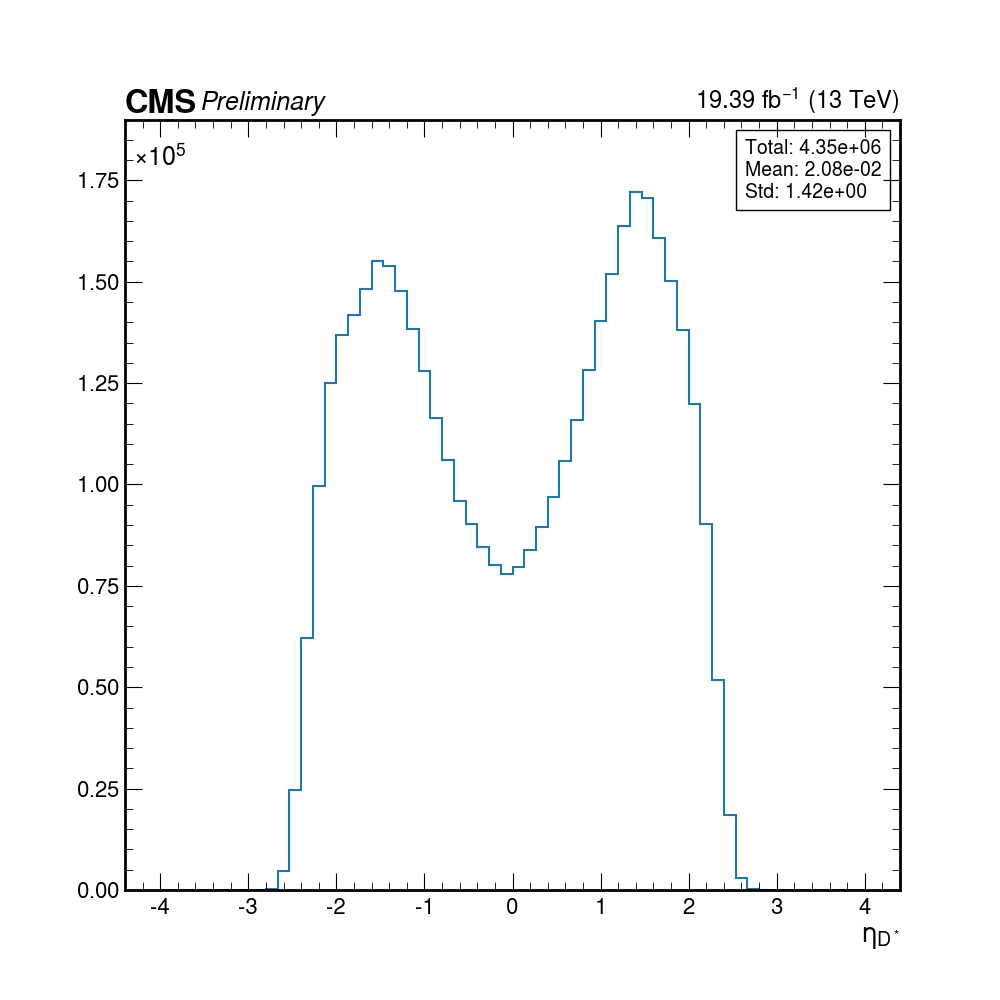 CMS Preliminary 19.39 fb⁻¹ (13 TeV)
×10⁵
Total: 4.35e+06
Mean: 2.08e-02
Std: 1.42e+00
1.75
1.50
1.25
1.00
0.75
0.50
0.25
0.00
-4 -3 -2 -1 0 1 2 3 4
η_D*